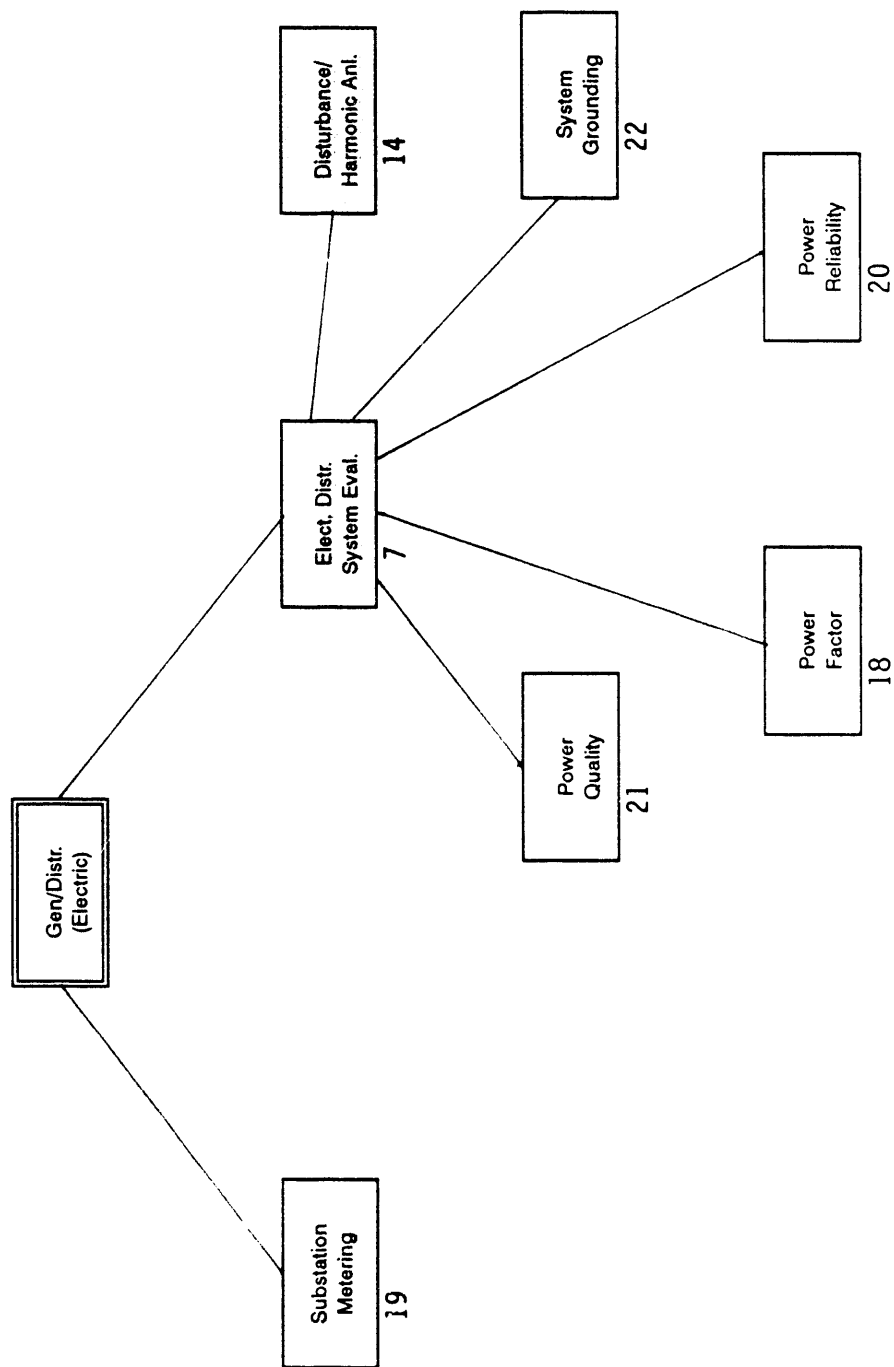 Gen/Distr.
(Electric)
Substation
Metering
19
Elect. Distr.
System Eval.
7
Disturbance/
Harmonic Anl.
14
Power
Quality
21
System
Grounding
22
Power
Factor
18
Power
Reliability
20